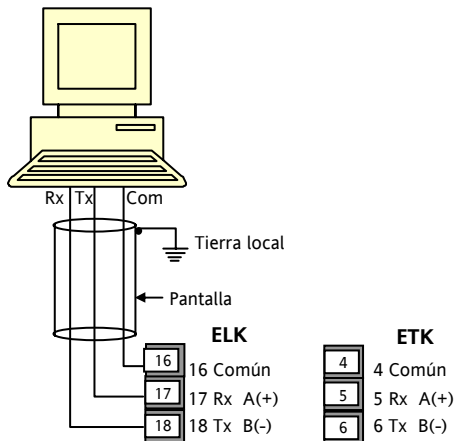 Rx Tx Com
Tierra local
Pantalla
ELK
16 16 Común
17 17 Rx A(+)
18 18 Tx B(-)
ETK
4 4 Común
5 5 Rx A(+)
6 6 Tx B(-)